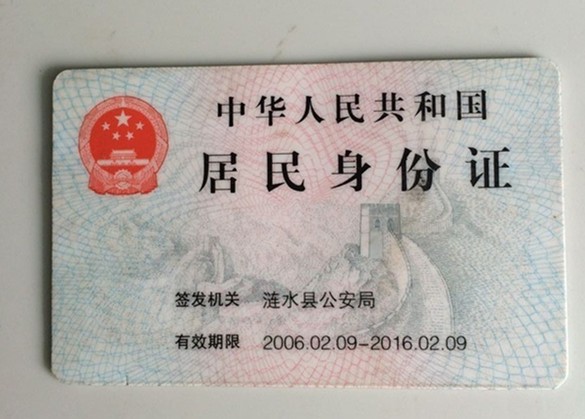 中华人民共和国
居民身份证
签发机关 涟水县公安局
有效期限 2006.02.09-2016.02.09